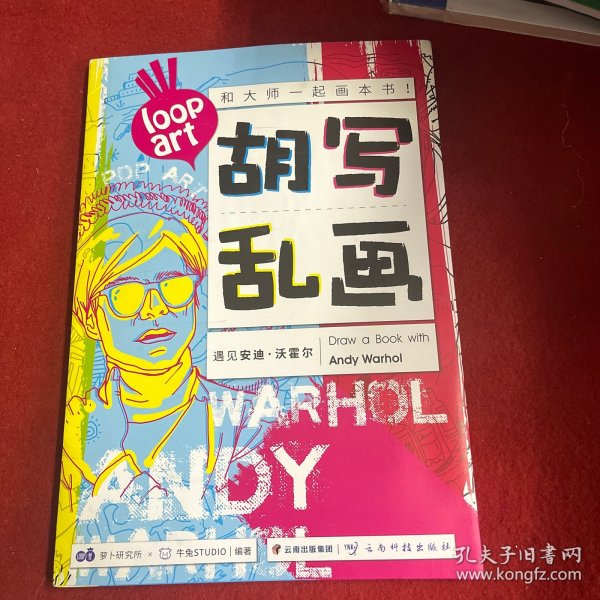 和大师一起画本书！
loop
art
POP ART
胡写
乱画
遇见安迪·沃霍尔
Draw a Book with
Andy Warhol
WARHOL
ANDY
WARHOL
萝卜研究所 × 牛兔STUDIO | 编著
云南出版集团 YNK 云南科技出版社
孔夫子旧书网
www.kongfz.com